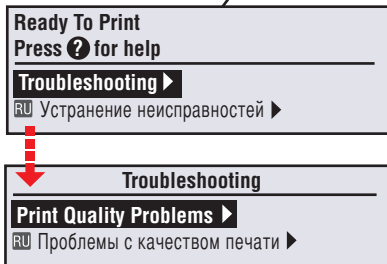 Ready To Print
Press ? for help
Troubleshooting
RU Устранение неисправностей
Troubleshooting
Print Quality Problems
RU Проблемы с качеством печати